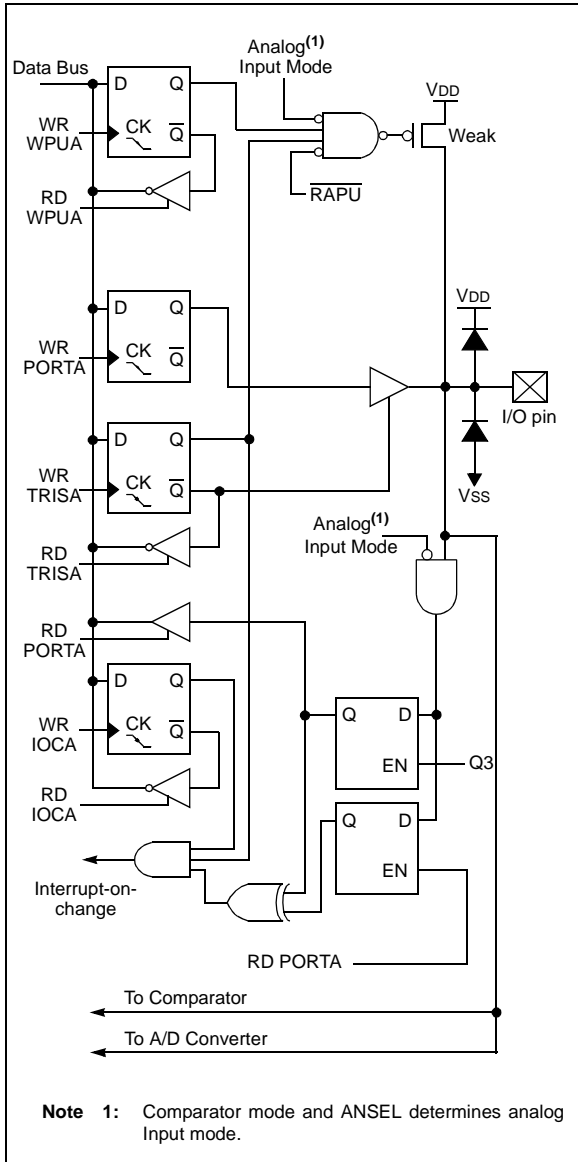 Analog(1)
Input Mode
Data Bus
D Q
VDD
WR
WPUA
CK Q
Weak
RD
WPUA
RAPU
D Q
VDD
WR
PORTA
CK Q
I/O pin
D Q
WR
TRISA
CK Q
VSS
Analog(1)
Input Mode
RD
TRISA
RD
PORTA
D Q
WR
IOCA
CK Q
Q D
EN
Q3
RD
IOCA
Q D
EN
Interrupt-on-
change
RD PORTA
To Comparator
To A/D Converter
Note 1: Comparator mode and ANSEL determines analog
Input mode.